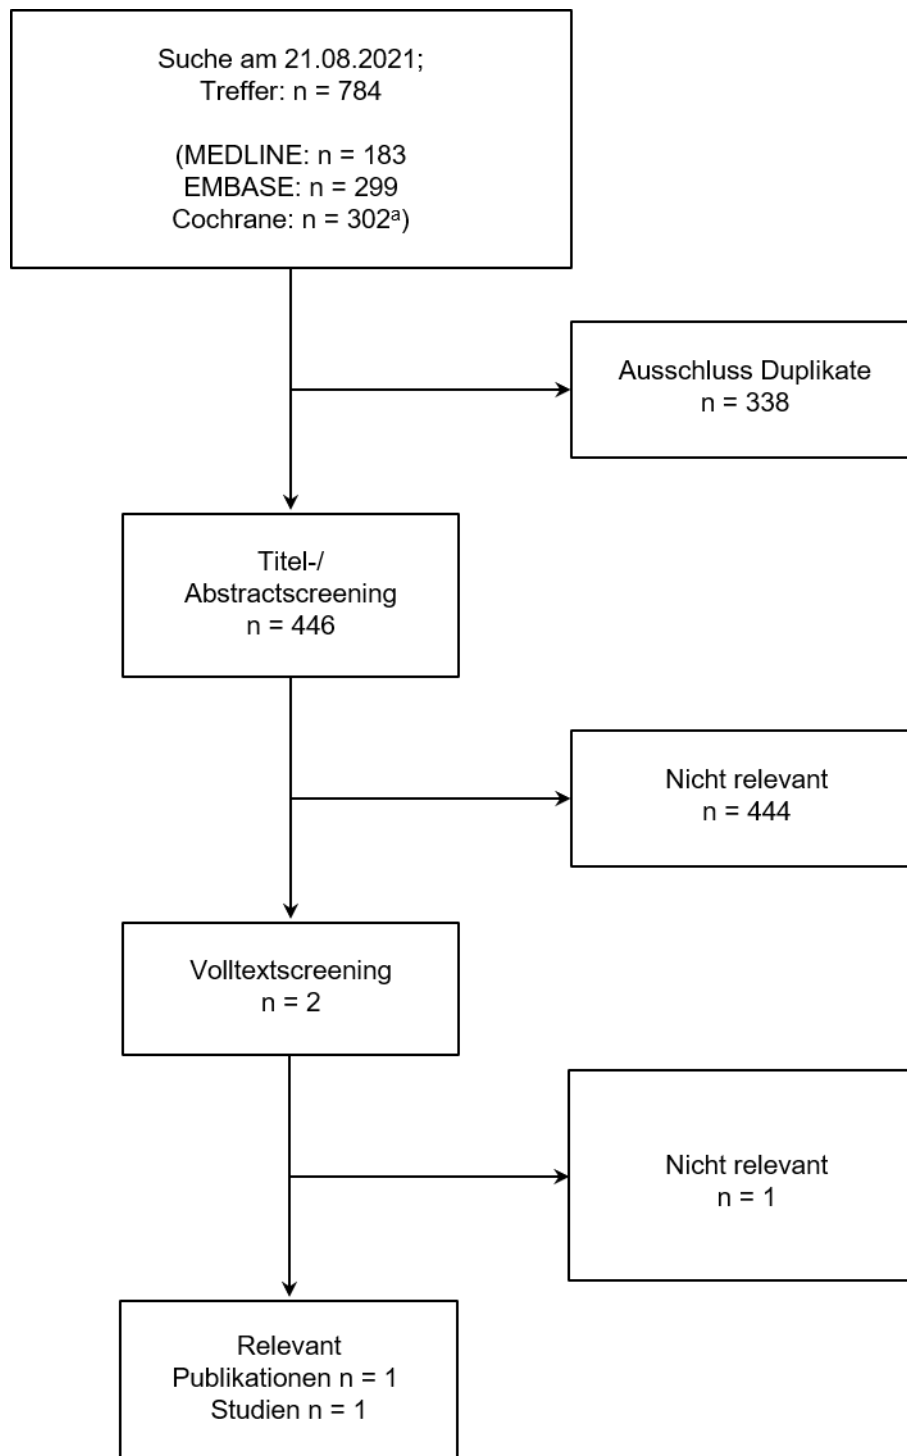 Suche am 21.08.2021;
Treffer: n = 784
(MEDLINE: n = 183
EMBASE: n = 299
Cochrane: n = 302ᵃ)
Ausschluss Duplikate
n = 338
Titel-/
Abstractscreening
n = 446
Nicht relevant
n = 444
Volltextscreening
n = 2
Nicht relevant
n = 1
Relevant
Publikationen n = 1
Studien n = 1